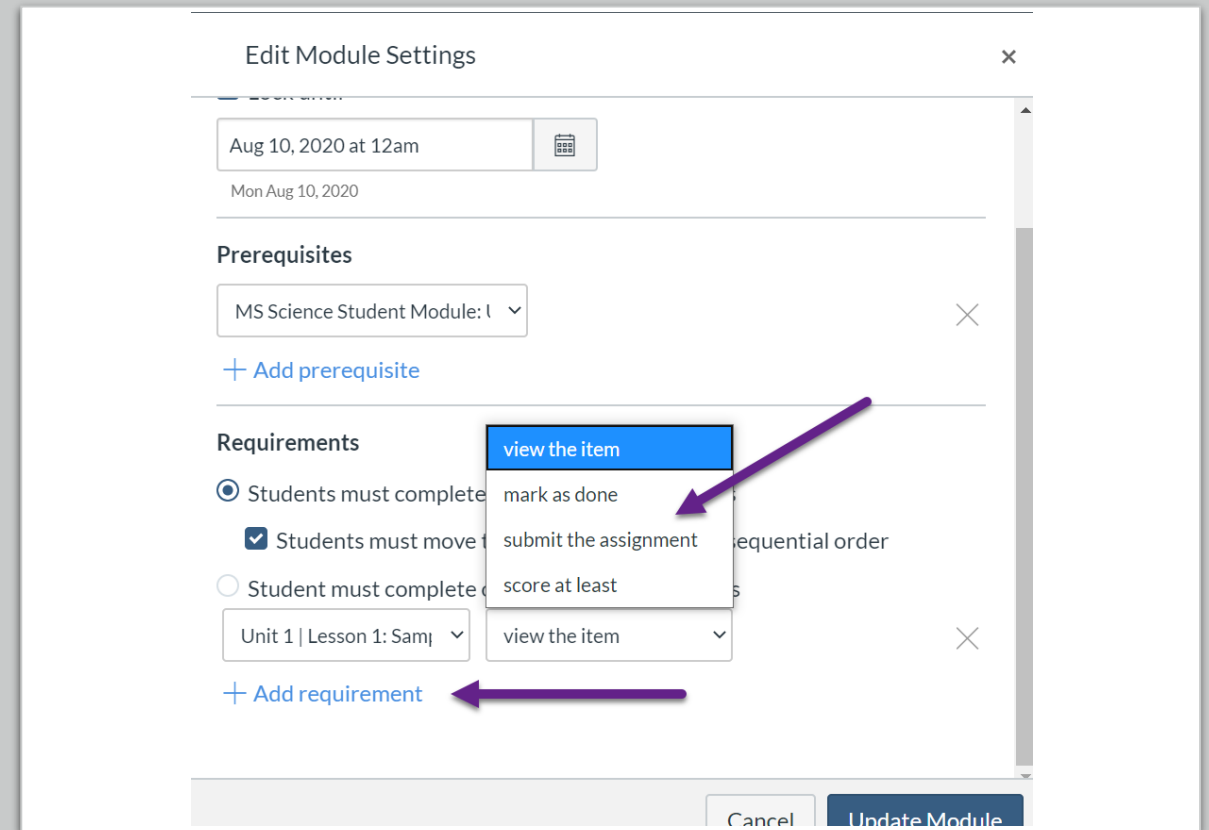 Edit Module Settings
Aug 10, 2020 at 12am
Mon Aug 10, 2020
Prerequisites
MS Science Student Module:
Add prerequisite
Requirements
view the item
Students must complete
mark as done
Students must move
submit the assignment
sequential order
Student must complete
score at least
Unit 1 | Lesson 1:
view the item
Add requirement
Cancel
Update Module